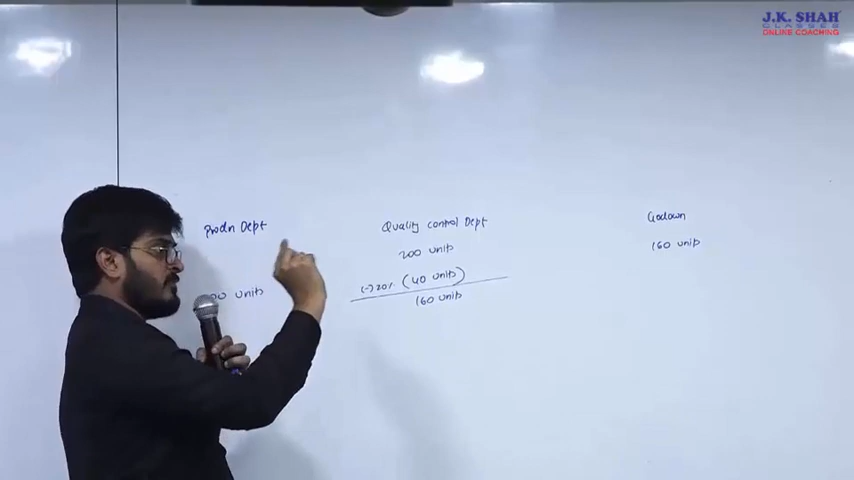 J.K. SHAH
CLASSES
ONLINE COACHING
Prodn Dept
Quality control Dept
Godown
200 units
160 units
(-) 20% (40 units)
units
160 units